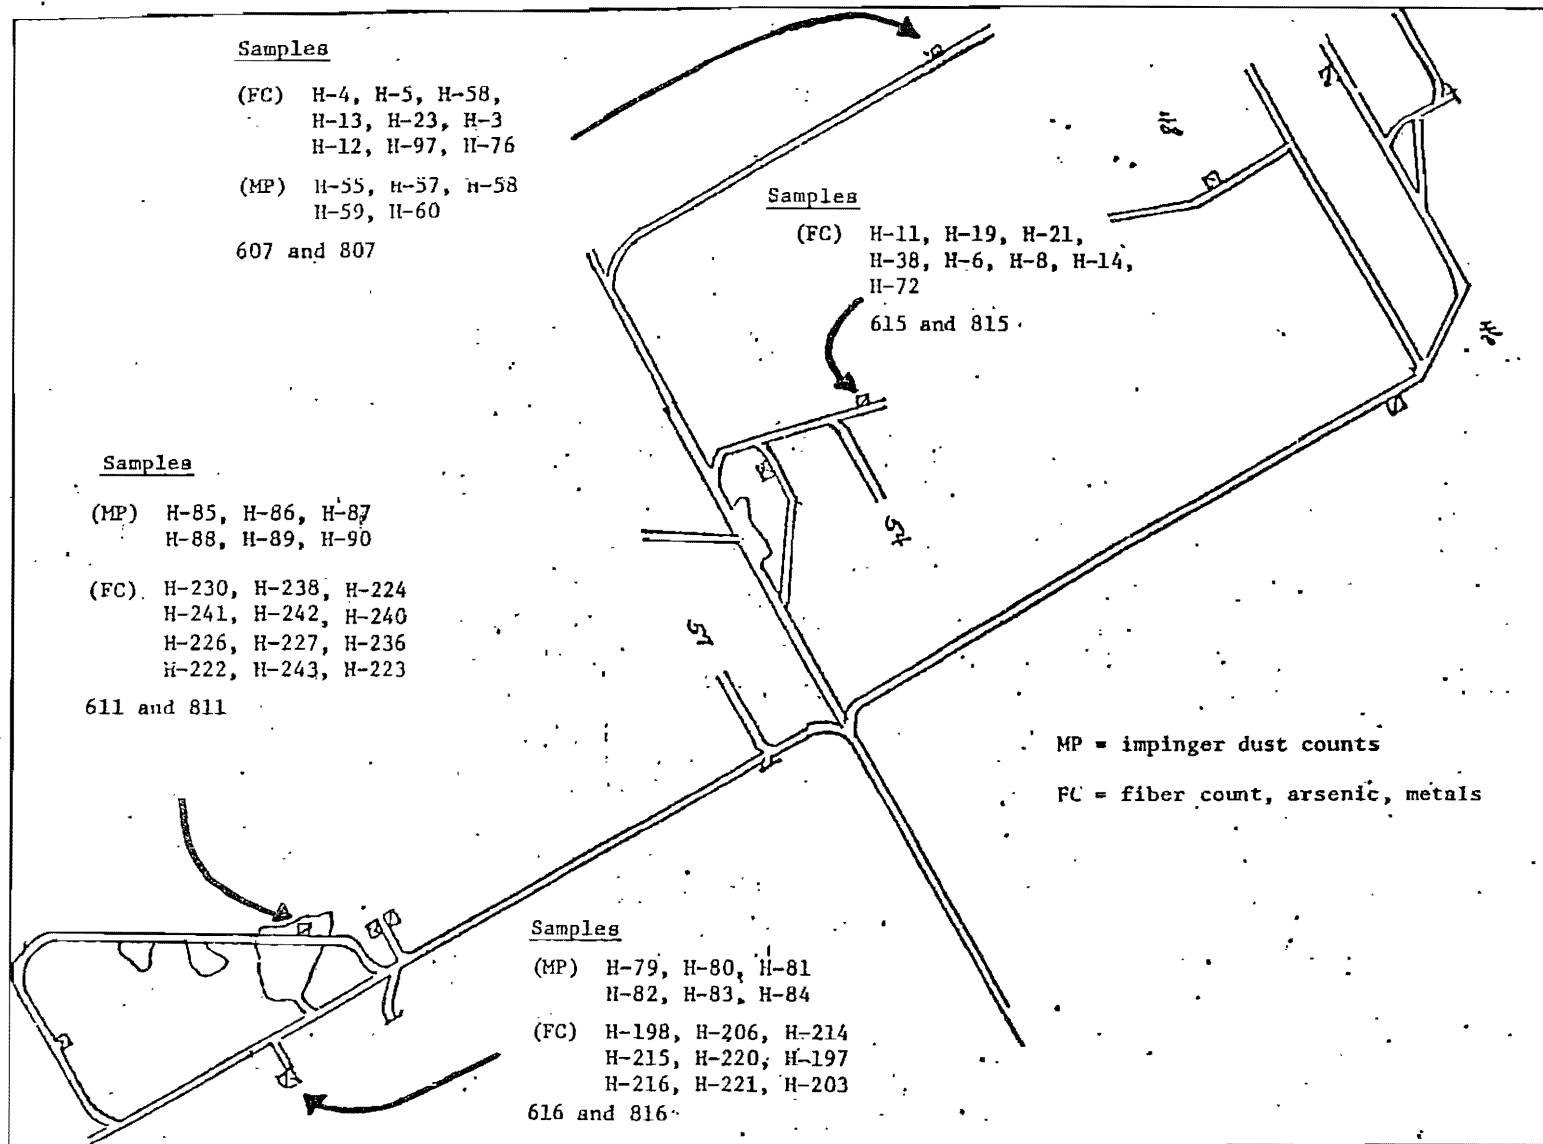 Samples
(FC) H-4, H-5, H-58,
H-13, H-23, H-3
H-12, H-97, H-76
(MP) H-55, H-57, H-58
H-59, H-60
607 and 807
Samples
(FC) H-11, H-19, H-21,
H-38, H-6, H-8, H-14,
H-72
615 and 815
Samples
(MP) H-85, H-86, H-87
H-88, H-89, H-90
(FC) H-230, H-238, H-224
H-241, H-242, H-240
H-226, H-227, H-236
H-222, H-243, H-223
611 and 811
57
MP = impinger dust counts
FC = fiber count, arsenic, metals
Samples
(MP) H-79, H-80, H-81
H-82, H-83, H-84
(FC) H-198, H-206, H-214
H-215, H-220, H-197
H-216, H-221, H-203
616 and 816